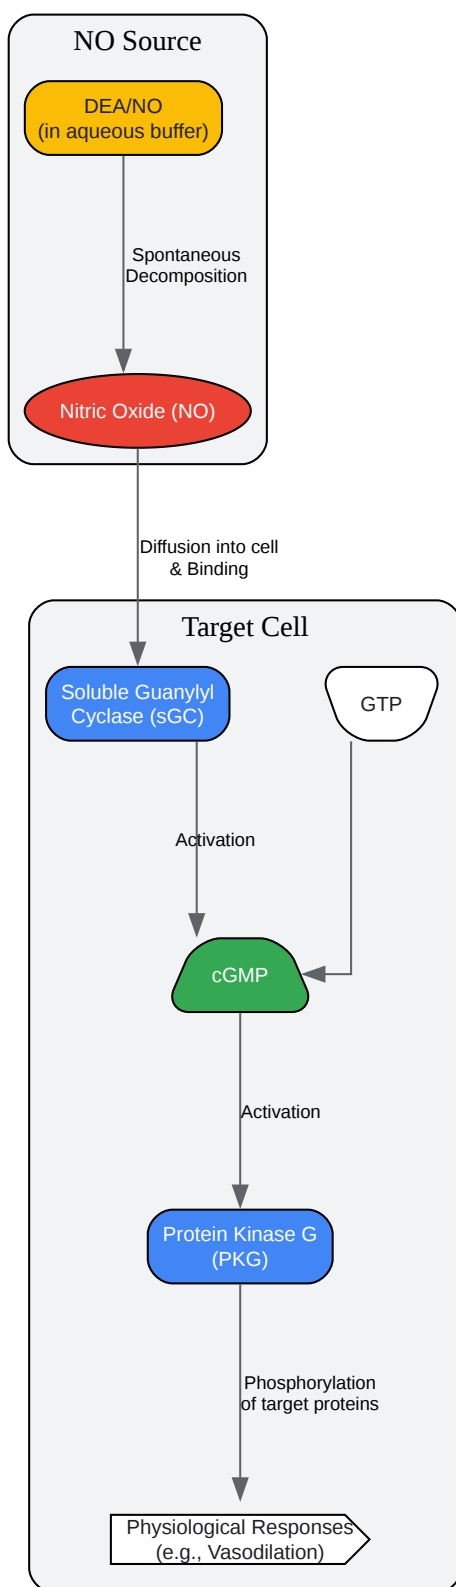 NO Source
DEA/NO
(in aqueous buffer)
Spontaneous
Decomposition
Nitric Oxide (NO)
Diffusion into cell
& Binding
Target Cell
Soluble Guanylyl
Cyclase (sGC)
GTP
Activation
cGMP
Activation
Protein Kinase G
(PKG)
Phosphorylation
of target proteins
Physiological Responses
(e.g., Vasodilation)